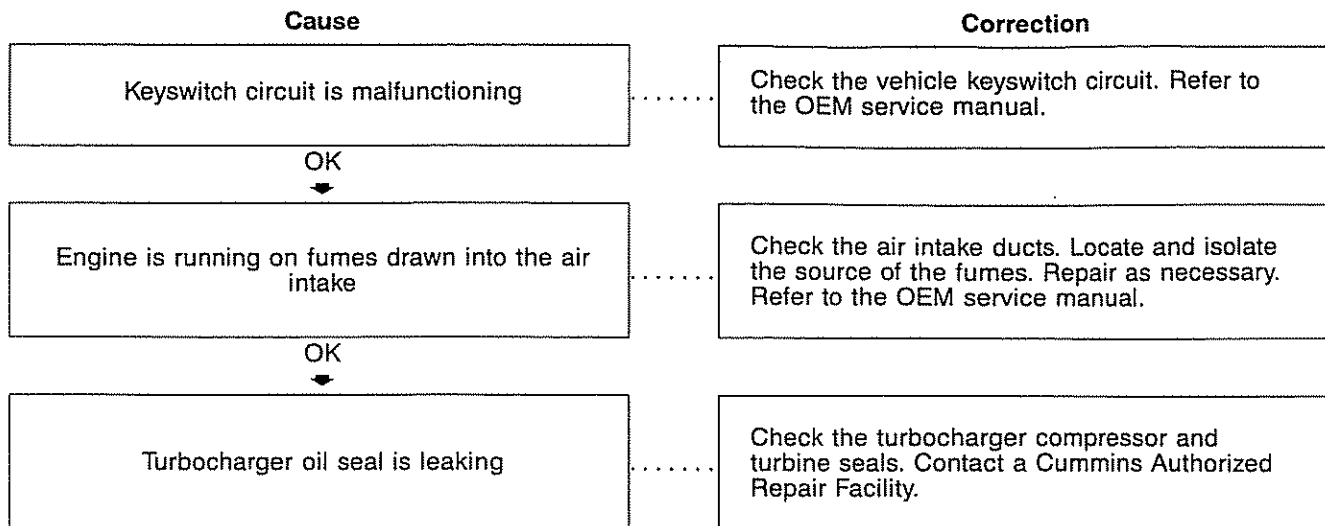 Cause
Correction
Keyswitch circuit is malfunctioning
Check the vehicle keyswitch circuit. Refer to
the OEM service manual.
OK
Engine is running on fumes drawn into the air
intake
Check the air intake ducts. Locate and isolate
the source of the fumes. Repair as necessary.
Refer to the OEM service manual.
OK
Turbocharger oil seal is leaking
Check the turbocharger compressor and
turbine seals. Contact a Cummins Authorized
Repair Facility.